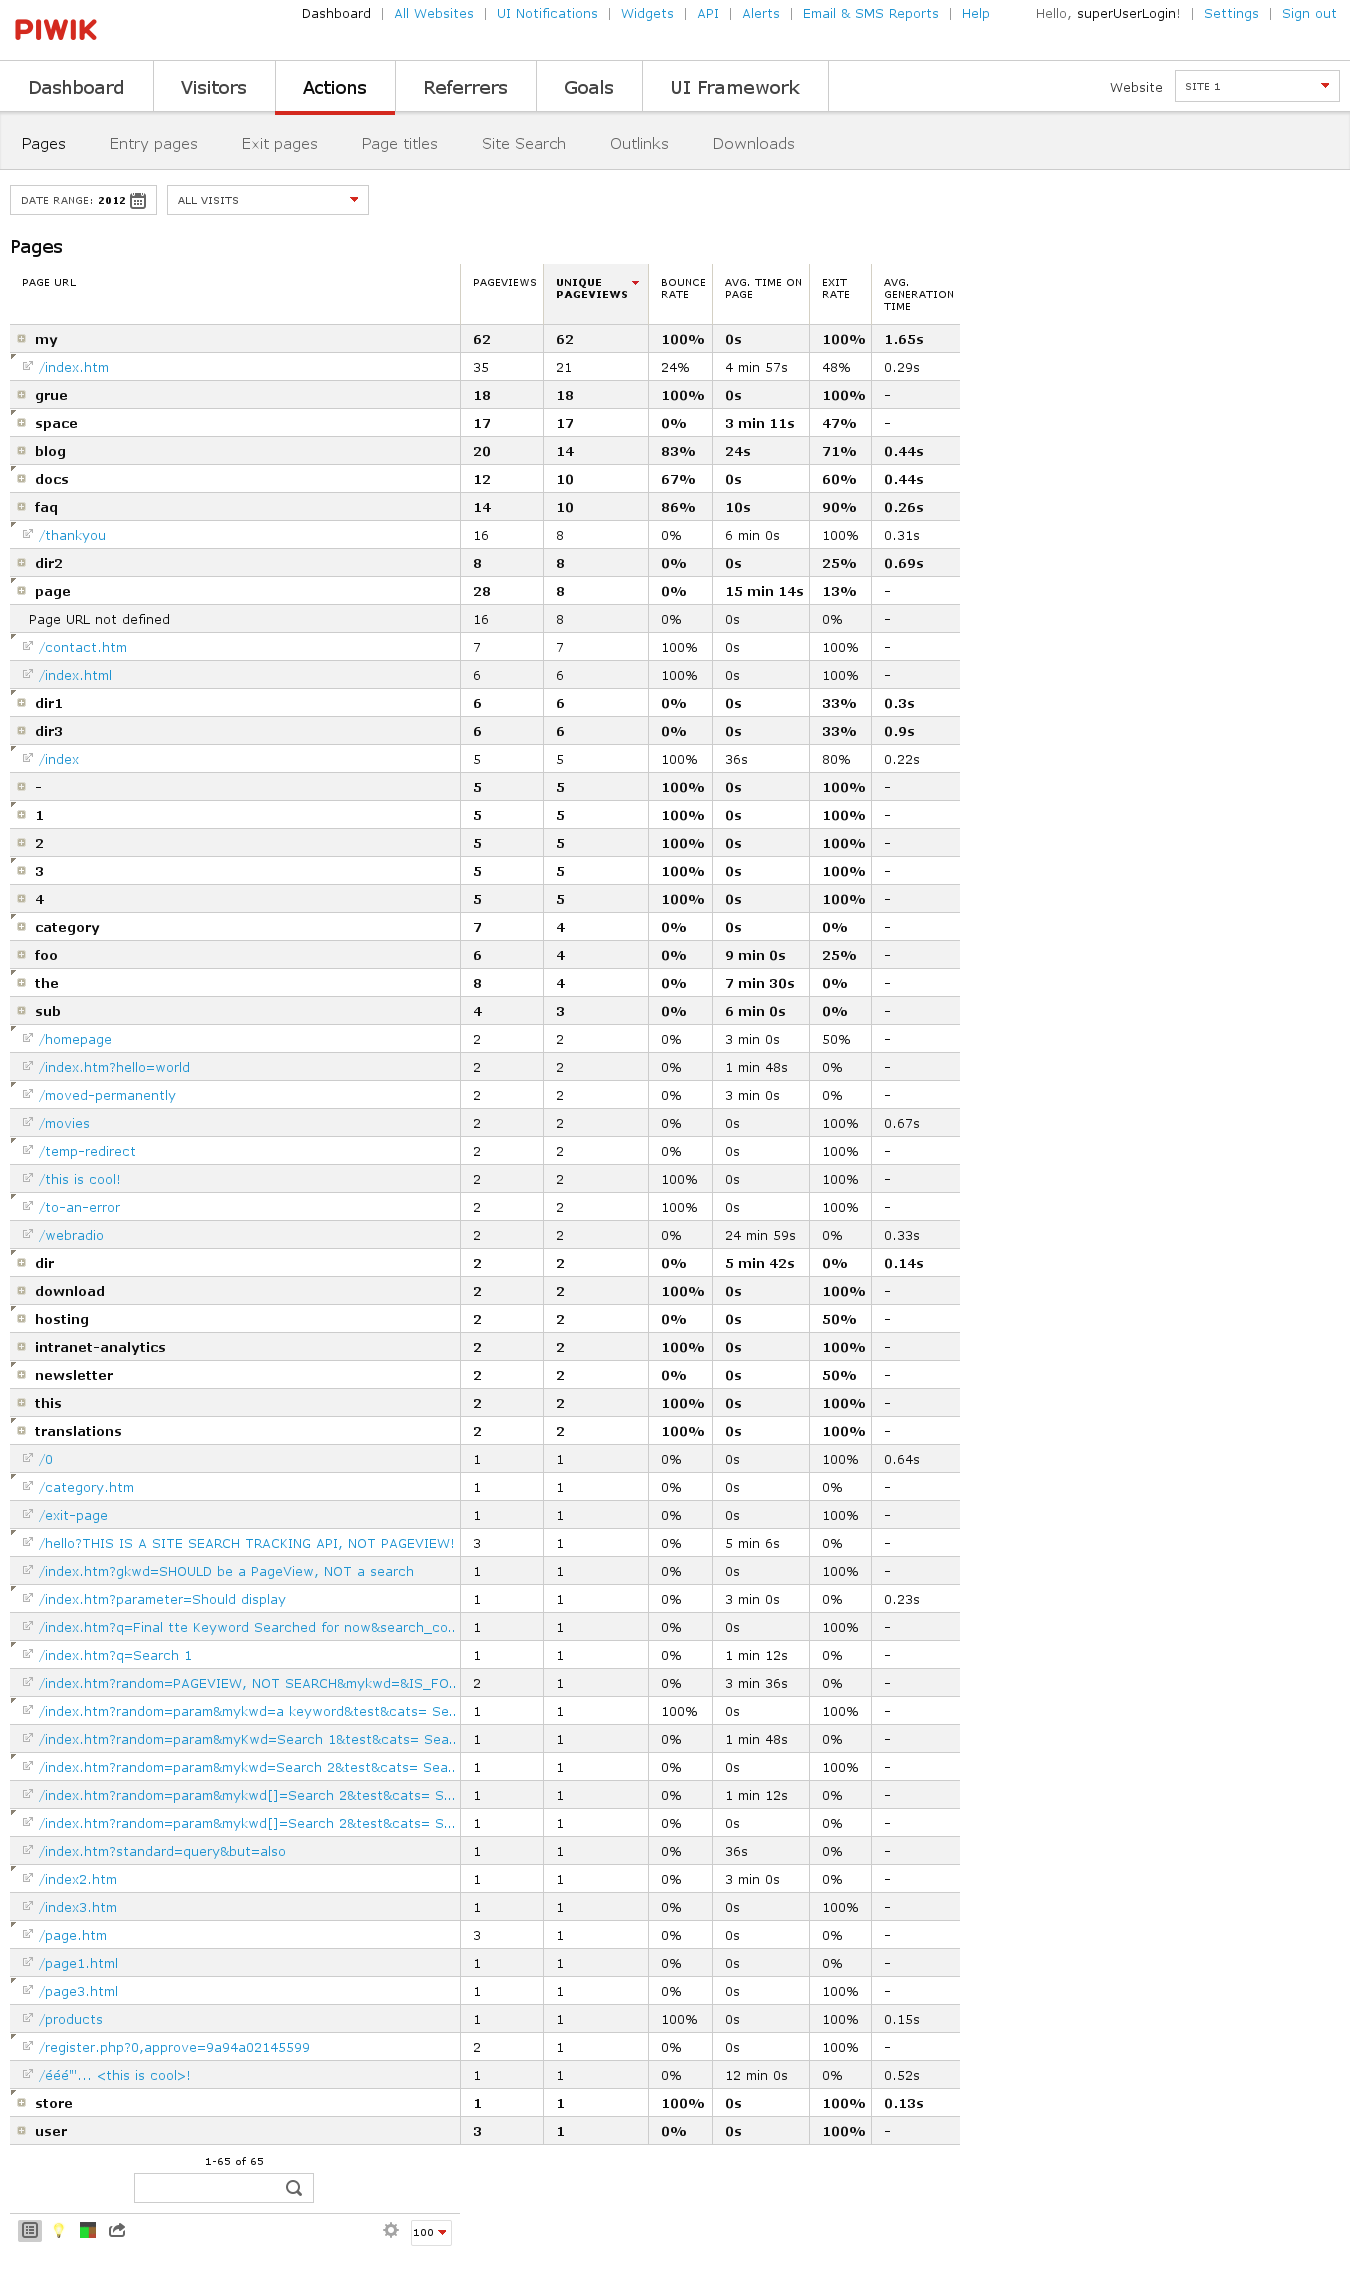 PIWIK
Dashboard | All Websites | UI Notifications | Widgets | API | Alerts | Email & SMS Reports | Help Hello, superUserLogin! | Settings | Sign out
Dashboard Visitors Actions Referrers Goals UI Framework Website SITE 1
Pages Entry pages Exit pages Page titles Site Search Outlinks Downloads
DATE RANGE: 2012 ALL VISITS
Pages
PAGE URL PAGEVIEWS UNIQUE PAGEVIEWS BOUNCE RATE AVG. TIME ON PAGE EXIT RATE AVG. GENERATION TIME
my 62 62 100% 0s 100% 1.65s
/index.htm 35 21 24% 4 min 57s 48% 0.29s
grue 18 18 100% 0s 100% -
space 17 17 0% 3 min 11s 47% -
blog 20 14 83% 24s 71% 0.44s
docs 12 10 67% 0s 60% 0.44s
faq 14 10 86% 10s 90% 0.26s
/thankyou 16 8 0% 6 min 0s 100% 0.31s
dir2 8 8 0% 0s 25% 0.69s
page 28 8 0% 15 min 14s 13% -
Page URL not defined 16 8 0% 0s 0% -
/contact.htm 7 7 100% 0s 100% -
/index.html 6 6 100% 0s 100% -
dir1 6 6 0% 0s 33% 0.3s
dir3 6 6 0% 0s 33% 0.9s
/index 5 5 100% 36s 80% 0.22s
- 5 5 100% 0s 100% -
1 5 5 100% 0s 100% -
2 5 5 100% 0s 100% -
3 5 5 100% 0s 100% -
4 5 5 100% 0s 100% -
category 7 4 0% 0s 0% -
foo 6 4 0% 9 min 0s 25% -
the 8 4 0% 7 min 30s 0% -
sub 4 3 0% 6 min 0s 0% -
/homepage 2 2 0% 3 min 0s 50% -
/index.htm?hello=world 2 2 0% 1 min 48s 0% -
/moved-permanently 2 2 0% 3 min 0s 0% -
/movies 2 2 0% 0s 100% 0.67s
/temp-redirect 2 2 0% 0s 100% -
/this is cool! 2 2 100% 0s 100% -
/to-an-error 2 2 100% 0s 100% -
/webradio 2 2 0% 24 min 59s 0% 0.33s
dir 2 2 0% 5 min 42s 0% 0.14s
download 2 2 100% 0s 100% -
hosting 2 2 0% 0s 50% -
intranet-analytics 2 2 100% 0s 100% -
newsletter 2 2 0% 0s 50% -
this 2 2 100% 0s 100% -
translations 2 2 100% 0s 100% -
/0 1 1 0% 0s 100% 0.64s
/category.htm 1 1 0% 0s 0% -
/exit-page 1 1 0% 0s 100% -
/hello?THIS IS A SITE SEARCH TRACKING API, NOT PAGEVIEW! 3 1 0% 5 min 6s 0% -
/index.htm?gkwd=SHOULD be a PageView, NOT a search 1 1 0% 0s 100% -
/index.htm?parameter=Should display 1 1 0% 3 min 0s 0% 0.23s
/index.htm?q=Final tte Keyword Searched for now&search_co.. 1 1 0% 0s 100% -
/index.htm?q=Search 1 1 1 0% 1 min 12s 0% -
/index.htm?random=PAGEVIEW, NOT SEARCH&mykwd=&IS_FO.. 2 1 0% 3 min 36s 0% -
/index.htm?random=param&mykwd=a keyword&test&cats= Se.. 1 1 100% 0s 100% -
/index.htm?random=param&myKwd=Search 1&test&cats= Sea.. 1 1 0% 1 min 48s 0% -
/index.htm?random=param&mykwd=Search 2&test&cats= Sea.. 1 1 0% 0s 100% -
/index.htm?random=param&mykwd[]=Search 2&test&cats= S... 1 1 0% 1 min 12s 0% -
/index.htm?random=param&mykwd[]=Search 2&test&cats= S... 1 1 0% 0s 0% -
/index.htm?standard=query&but=also 1 1 0% 36s 0% -
/index2.htm 1 1 0% 3 min 0s 0% -
/index3.htm 1 1 0% 0s 100% -
/page.htm 3 1 0% 0s 0% -
/page1.html 1 1 0% 0s 0% -
/page3.html 1 1 0% 0s 100% -
/products 1 1 100% 0s 100% 0.15s
/register.php?0,approve=9a94a02145599 2 1 0% 0s 100% -
/ééé"'... <this is cool>! 1 1 0% 12 min 0s 0% 0.52s
store 1 1 100% 0s 100% 0.13s
user 3 1 0% 0s 100% -
1-65 of 65
100